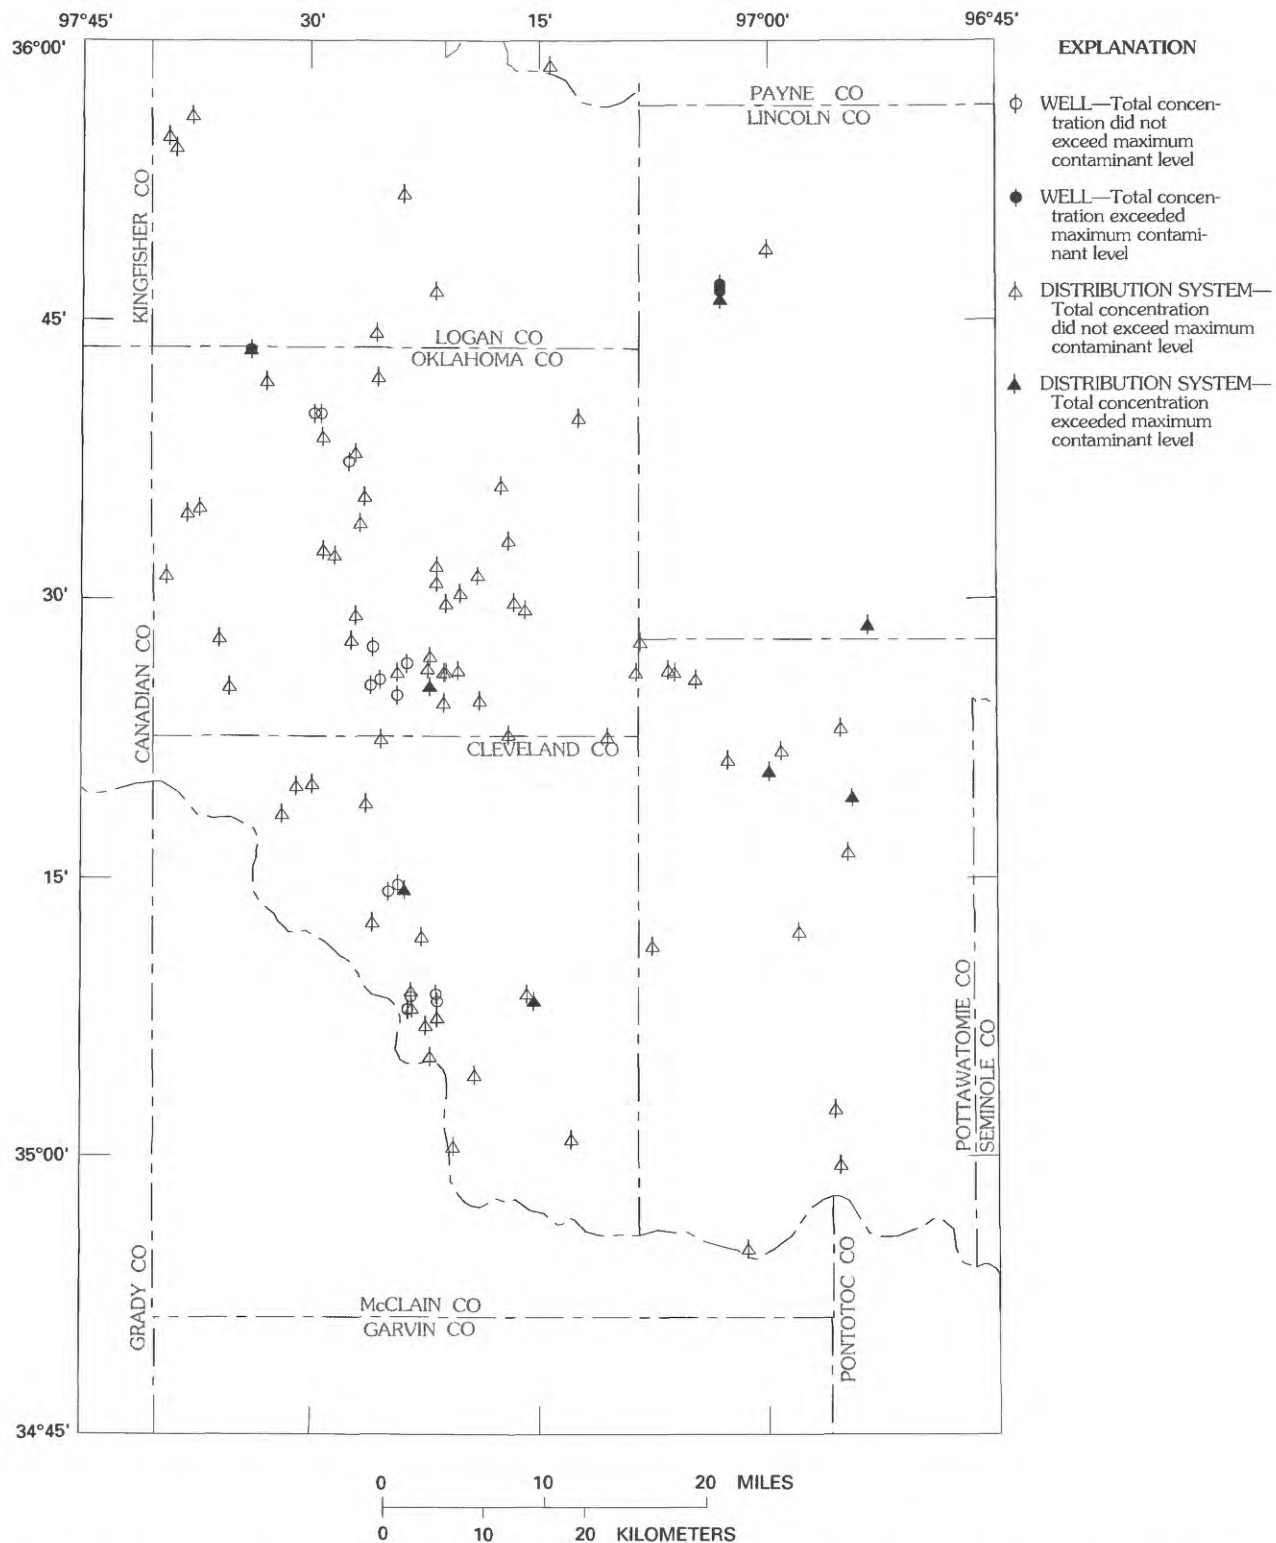 97°45' 30' 15' 97°00' 96°45'
36°00'
EXPLANATION
PAYNE CO
LINCOLN CO
WELL—Total concen-
tration did not
exceed maximum
contaminant level
KINGFISHER CO
WELL—Total concen-
tration exceeded
maximum contami-
nant level
DISTRIBUTION SYSTEM—
Total concentration
did not exceed maximum
contaminant level
45'
LOGAN CO
OKLAHOMA CO
DISTRIBUTION SYSTEM—
Total concentration
exceeded maximum
contaminant level
30'
CANADIAN CO
CLEVELAND CO
15'
POTTAWATOMIE CO
SEMINOLE CO
35°00'
GRADY CO
McCLAIN CO
GARVIN CO
PONTOTOC CO
34°45'
0 10 20 MILES
0 10 20 KILOMETERS